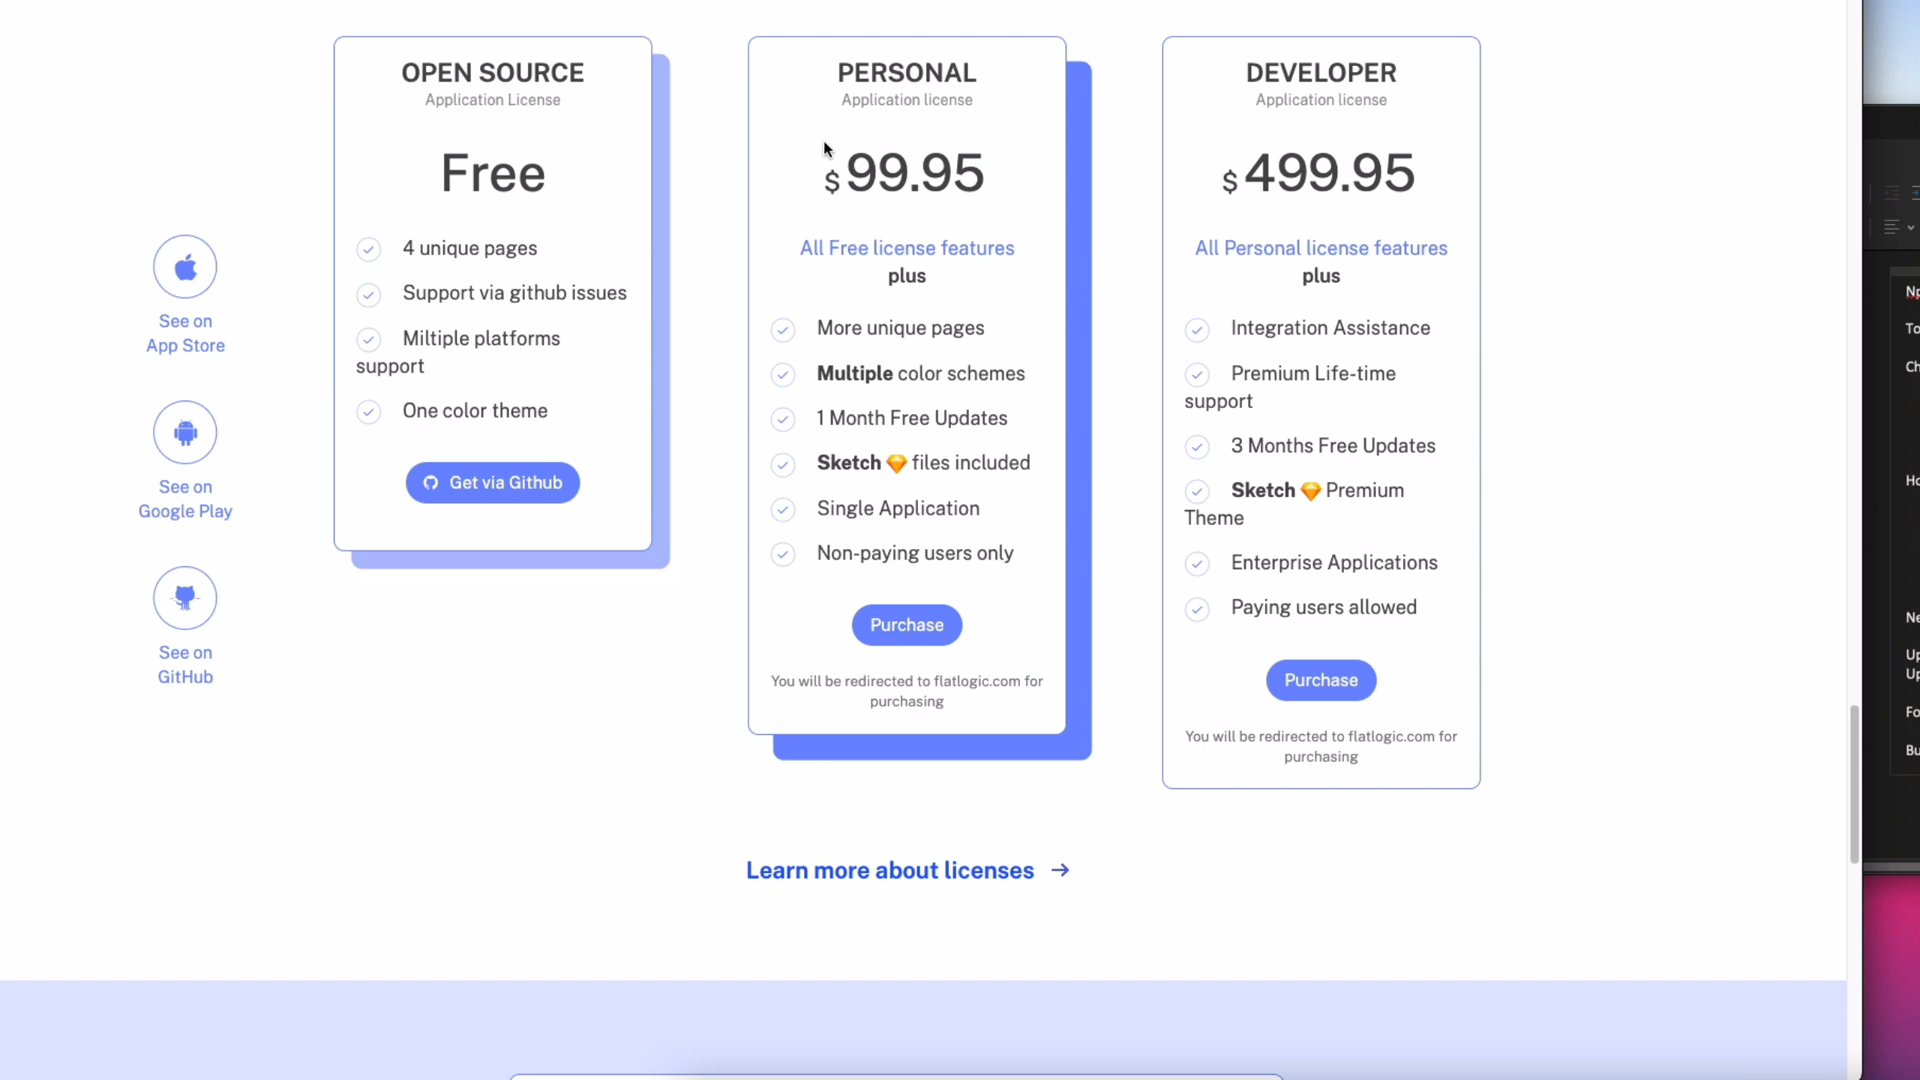 See on
App Store
See on
Google Play
See on
GitHub
OPEN SOURCE
Application License
Free
4 unique pages
Support via github issues
Miltiple platforms
support
One color theme
Get via Github
PERSONAL
Application license
$ 99.95
All Free license features
plus
More unique pages
Multiple color schemes
1 Month Free Updates
Sketch files included
Single Application
Non-paying users only
Purchase
You will be redirected to flatlogic.com for
purchasing
DEVELOPER
Application license
$ 499.95
All Personal license features
plus
Integration Assistance
Premium Life-time
support
3 Months Free Updates
Sketch Premium
Theme
Enterprise Applications
Paying users allowed
Purchase
You will be redirected to flatlogic.com for
purchasing
Learn more about licenses